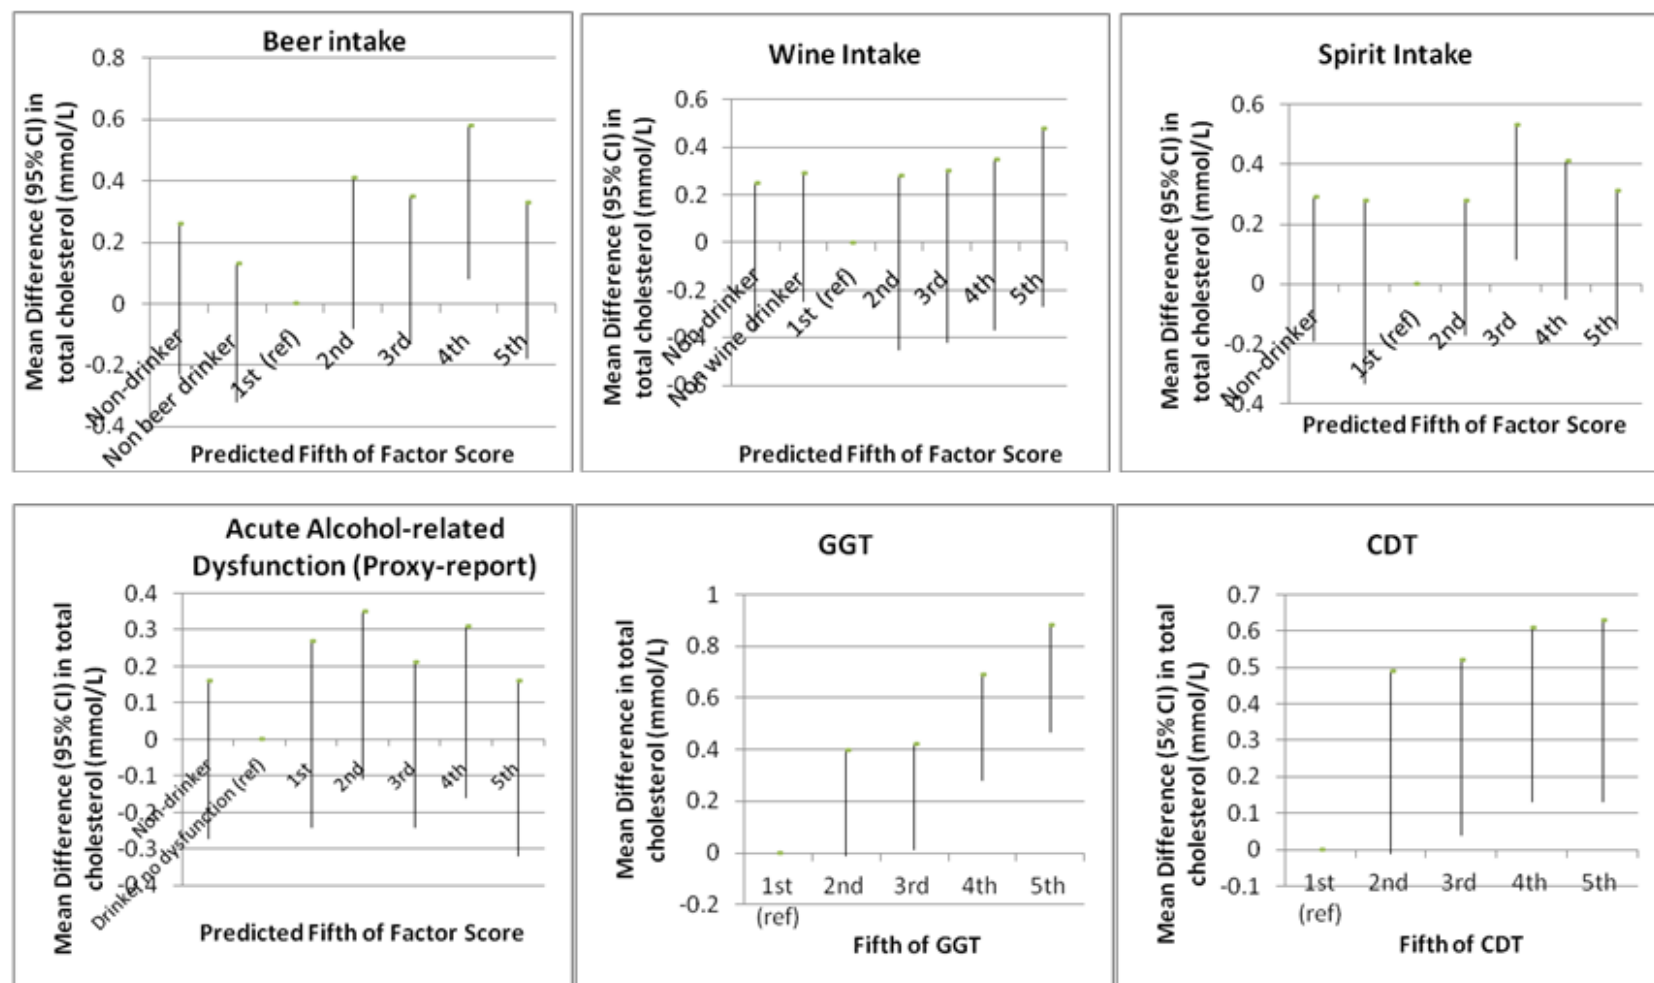 Beer intake
Mean Difference (95% CI) in
total cholesterol (mmol/L)
0.8
0.6
0.4
0.2
0
-0.2
-0.4
Non-drinker
Non beer drinker
1st (ref)
2nd
3rd
4th
5th
Predicted Fifth of Factor Score
Wine Intake
Mean Difference (95% CI) in
total cholesterol (mmol/L)
0.6
0.4
0.2
0
-0.2
Non-drinker
Non wine drinker
1st (ref)
2nd
3rd
4th
5th
Predicted Fifth of Factor Score
Spirit Intake
Mean Difference (95% CI) in
total cholesterol (mmol/L)
0.6
0.4
0.2
0
-0.2
-0.4
Non-drinker
1st (ref)
2nd
3rd
4th
5th
Predicted Fifth of Factor Score
Acute Alcohol-related
Dysfunction (Proxy-report)
Mean Difference (95% CI) in total
cholesterol (mmol/L)
0.4
0.3
0.2
0.1
0
-0.1
-0.2
-0.3
-0.4
Non-drinker
Drinker no dysfunction (ref)
1st
2nd
3rd
4th
5th
Predicted Fifth of Factor Score
GGT
Mean Difference in total
cholesterol (mmol/L)
1
0.8
0.6
0.4
0.2
0
-0.2
1st
(ref)
2nd
3rd
4th
5th
Fifth of GGT
CDT
Mean Difference (5% CI) in total
cholesterol (mmol/L)
0.7
0.6
0.5
0.4
0.3
0.2
0.1
0
-0.1
1st
(ref)
2nd
3rd
4th
5th
Fifth of CDT